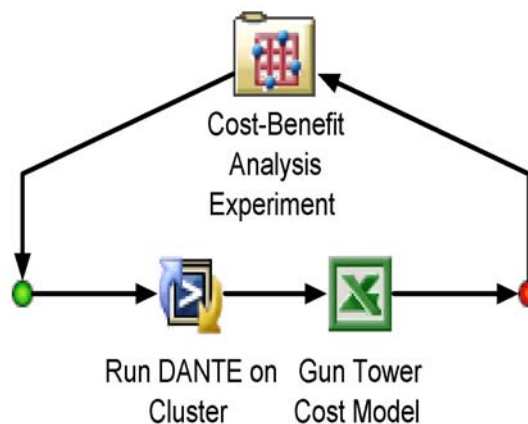 Cost-Benefit
Analysis
Experiment
Run DANTE on
Cluster
Gun Tower
Cost Model